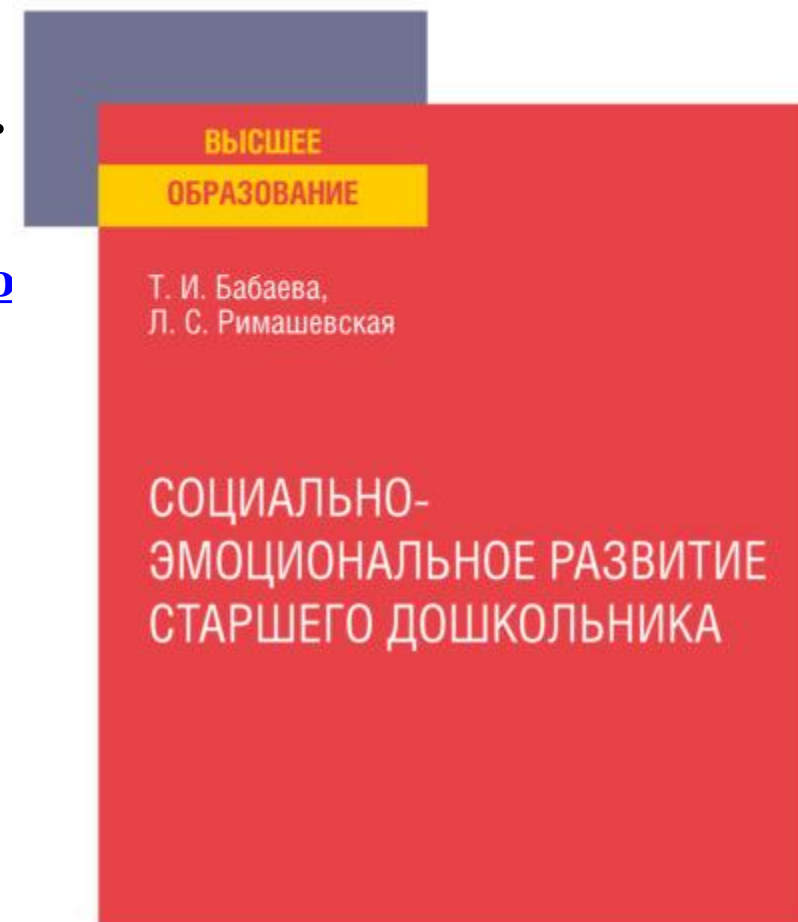 ВЫСШЕЕ
ОБРАЗОВАНИЕ
Т. И. Бабаева,
Л. С. Римашевская
СОЦИАЛЬНО-
ЭМОЦИОНАЛЬНОЕ РАЗВИТИЕ
СТАРШЕГО ДОШКОЛЬНИКА